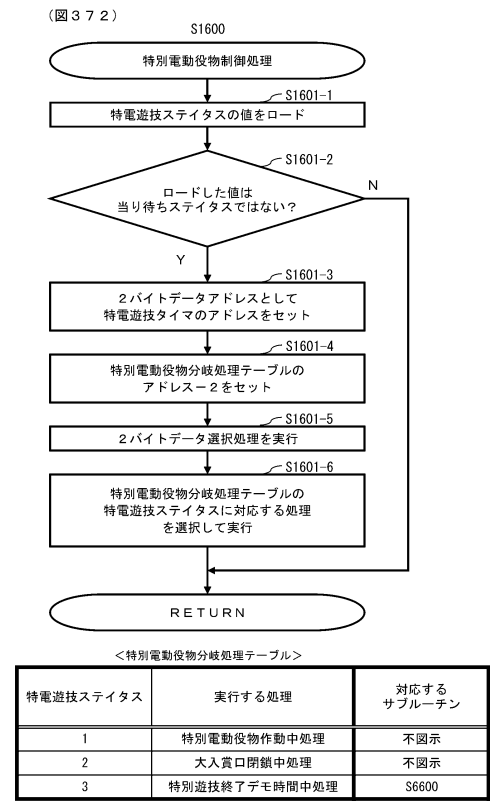 （図３７２）
S1600
特別電動役物制御処理
S1601-1
特電遊技ステイタスの値をロード
S1601-2
ロードした値は
当り待ちステイタスではない？
N
Y
S1601-3
２バイトデータアドレスとして
特電遊技タイマのアドレスをセット
S1601-4
特別電動役物分岐処理テーブルの
アドレス－２をセット
S1601-5
２バイトデータ選択処理を実行
S1601-6
特別電動役物分岐処理テーブルの
特電遊技ステイタスに対応する処理
を選択して実行
ＲＥＴＵＲＮ
＜特別電動役物分岐処理テーブル＞
特電遊技ステイタス 実行する処理 対応する
サブルーチン
1 特別電動役物作動中処理 不図示
2 大入賞口閉鎖中処理 不図示
3 特別遊技終了デモ時間中処理 S6600